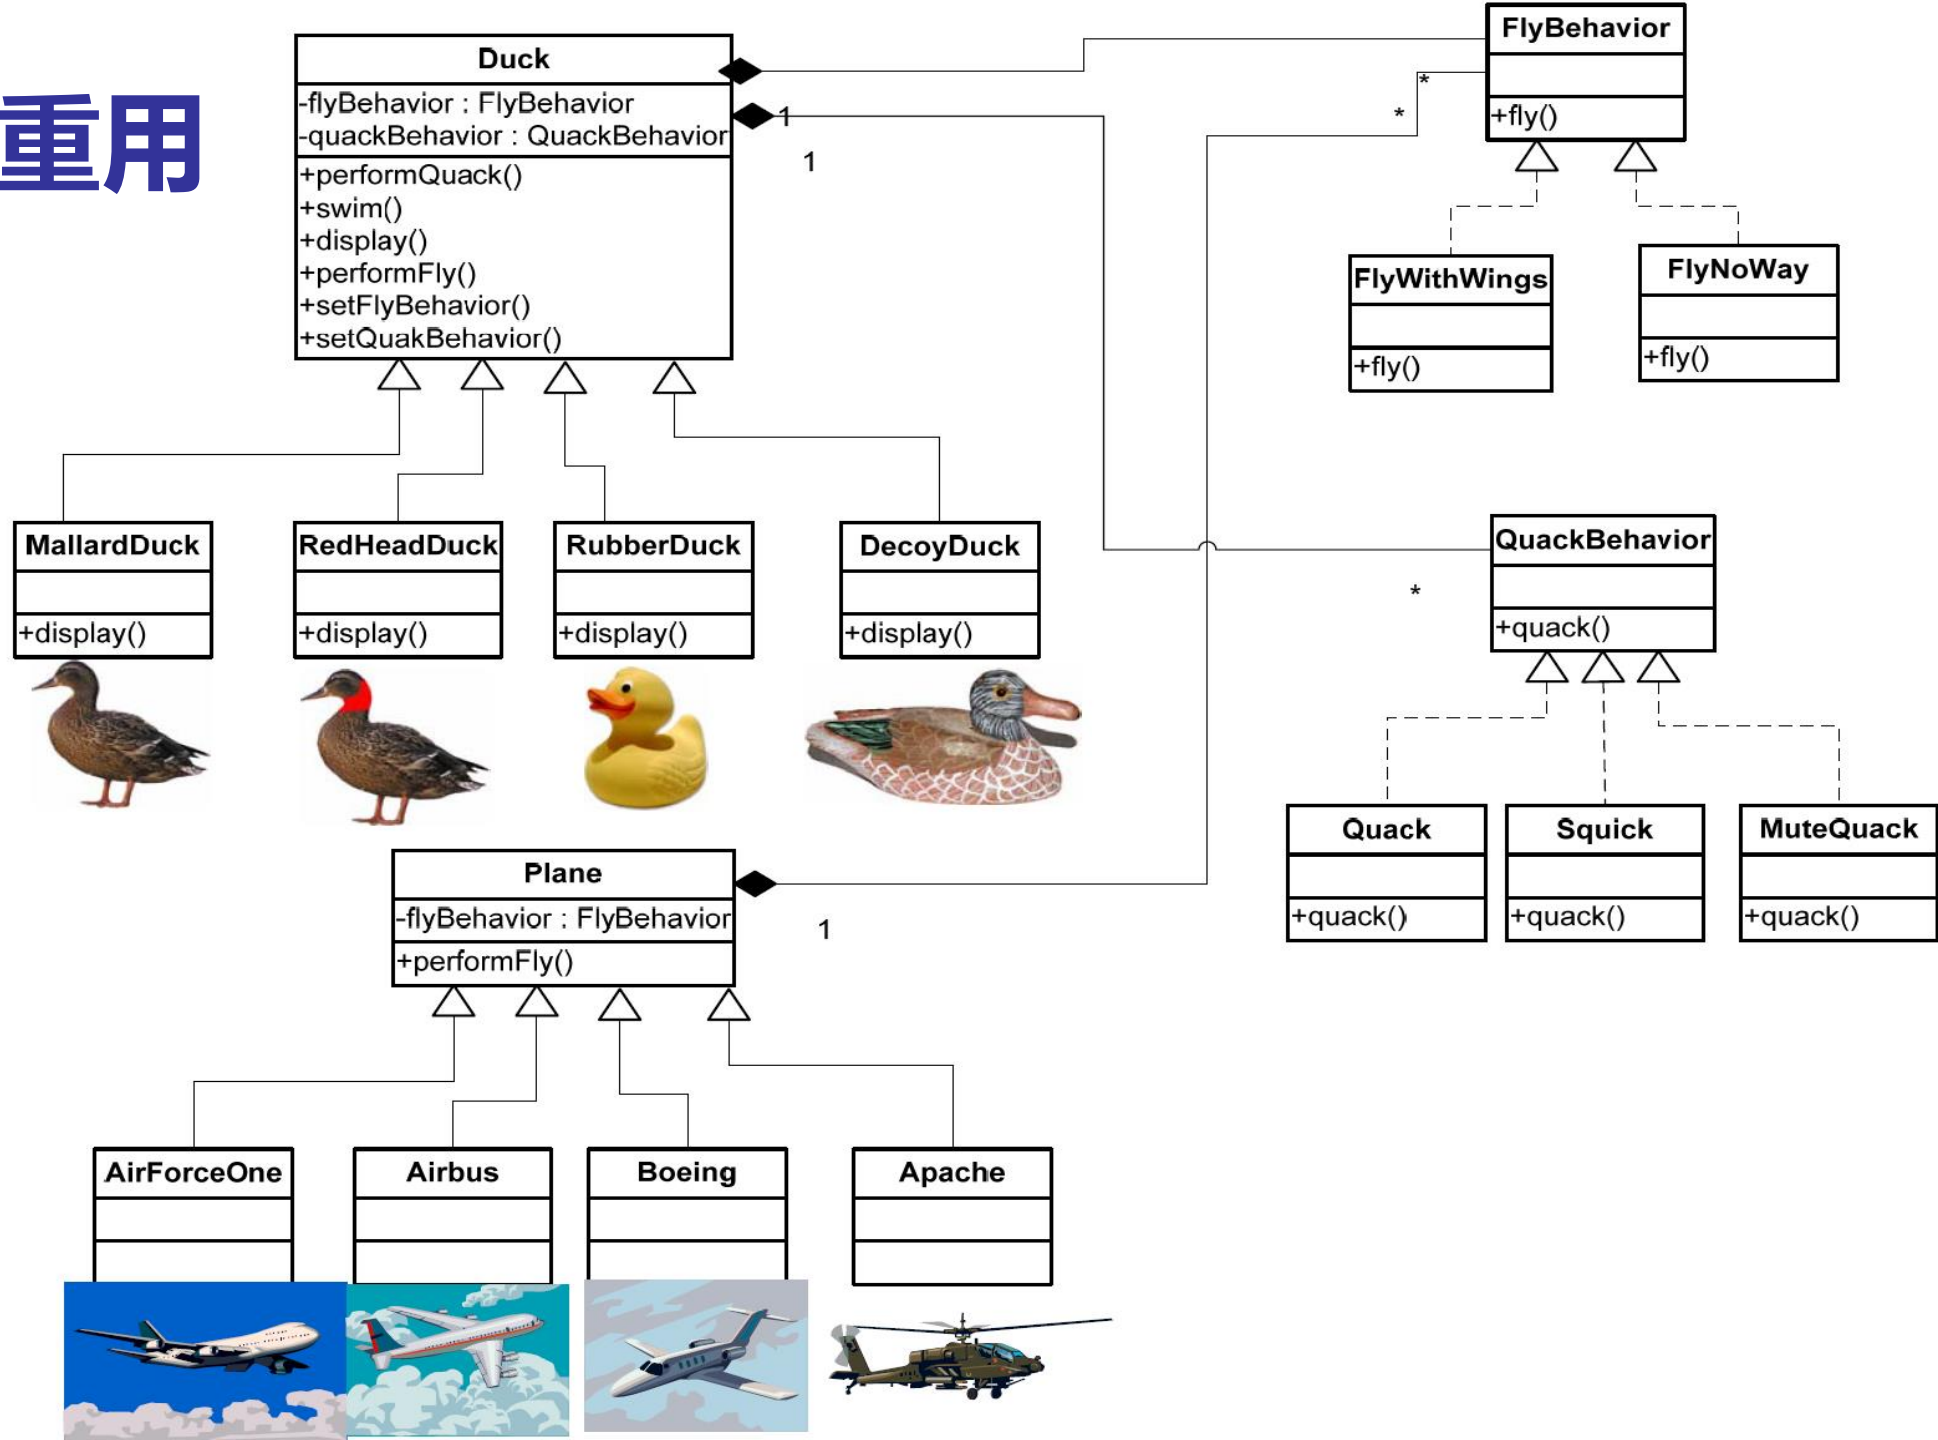 重用
Duck
-flyBehavior : FlyBehavior
-quackBehavior : QuackBehavior
+performQuack()
+swim()
+display()
+performFly()
+setFlyBehavior()
+setQuakBehavior()
1
1
*
*
FlyBehavior
+fly()
FlyWithWings
+fly()
FlyNoWay
+fly()
MallardDuck
+display()
RedHeadDuck
+display()
RubberDuck
+display()
DecoyDuck
+display()
QuackBehavior
+quack()
*
Quack
+quack()
Squick
+quack()
MuteQuack
+quack()
Plane
-flyBehavior : FlyBehavior
+performFly()
1
AirForceOne
Airbus
Boeing
Apache